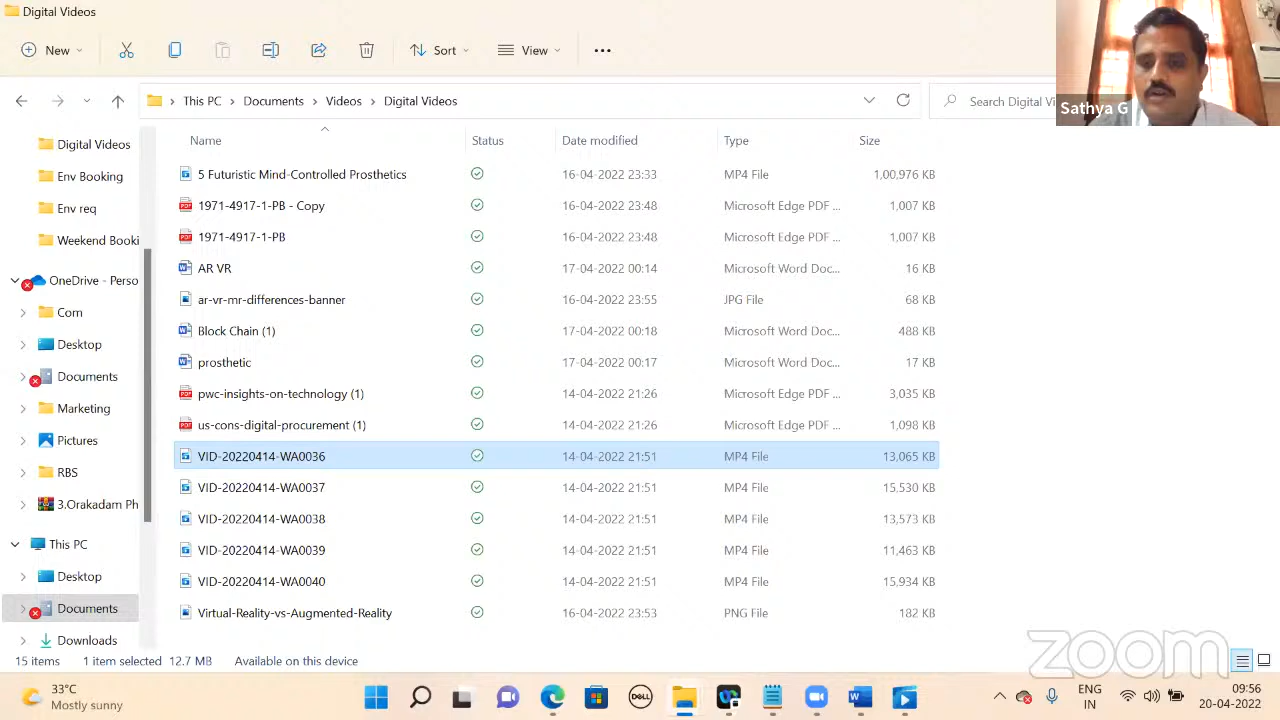 Digital Videos
New Sort View
This PC Documents Videos Digital Videos Search Digital Vi
Sathya G
Name Status Date modified Type Size
Digital Videos
Env Booking
Env req
Weekend Booki
OneDrive - Perso
Com
Desktop
Documents
Marketing
Pictures
RBS
3.Orakadam Ph
This PC
Desktop
Documents
Downloads
5 Futuristic Mind-Controlled Prosthetics 16-04-2022 23:33 MP4 File 1,00,976 KB
1971-4917-1-PB - Copy 16-04-2022 23:48 Microsoft Edge PDF ... 1,007 KB
1971-4917-1-PB 16-04-2022 23:48 Microsoft Edge PDF ... 1,007 KB
AR VR 17-04-2022 00:14 Microsoft Word Doc... 16 KB
ar-vr-mr-differences-banner 16-04-2022 23:55 JPG File 68 KB
Block Chain (1) 17-04-2022 00:18 Microsoft Word Doc... 488 KB
prosthetic 17-04-2022 00:17 Microsoft Word Doc... 17 KB
pwc-insights-on-technology (1) 14-04-2022 21:26 Microsoft Edge PDF ... 3,035 KB
us-cons-digital-procurement (1) 14-04-2022 21:26 Microsoft Edge PDF ... 1,098 KB
VID-20220414-WA0036 14-04-2022 21:51 MP4 File 13,065 KB
VID-20220414-WA0037 14-04-2022 21:51 MP4 File 15,530 KB
VID-20220414-WA0038 14-04-2022 21:51 MP4 File 13,573 KB
VID-20220414-WA0039 14-04-2022 21:51 MP4 File 11,463 KB
VID-20220414-WA0040 14-04-2022 21:51 MP4 File 15,934 KB
Virtual-Reality-vs-Augmented-Reality 16-04-2022 23:53 PNG File 182 KB
zoom
15 items 1 item selected 12.7 MB Available on this device
33°C
Mostly sunny
DELL
ENG
IN
09:56
20-04-2022